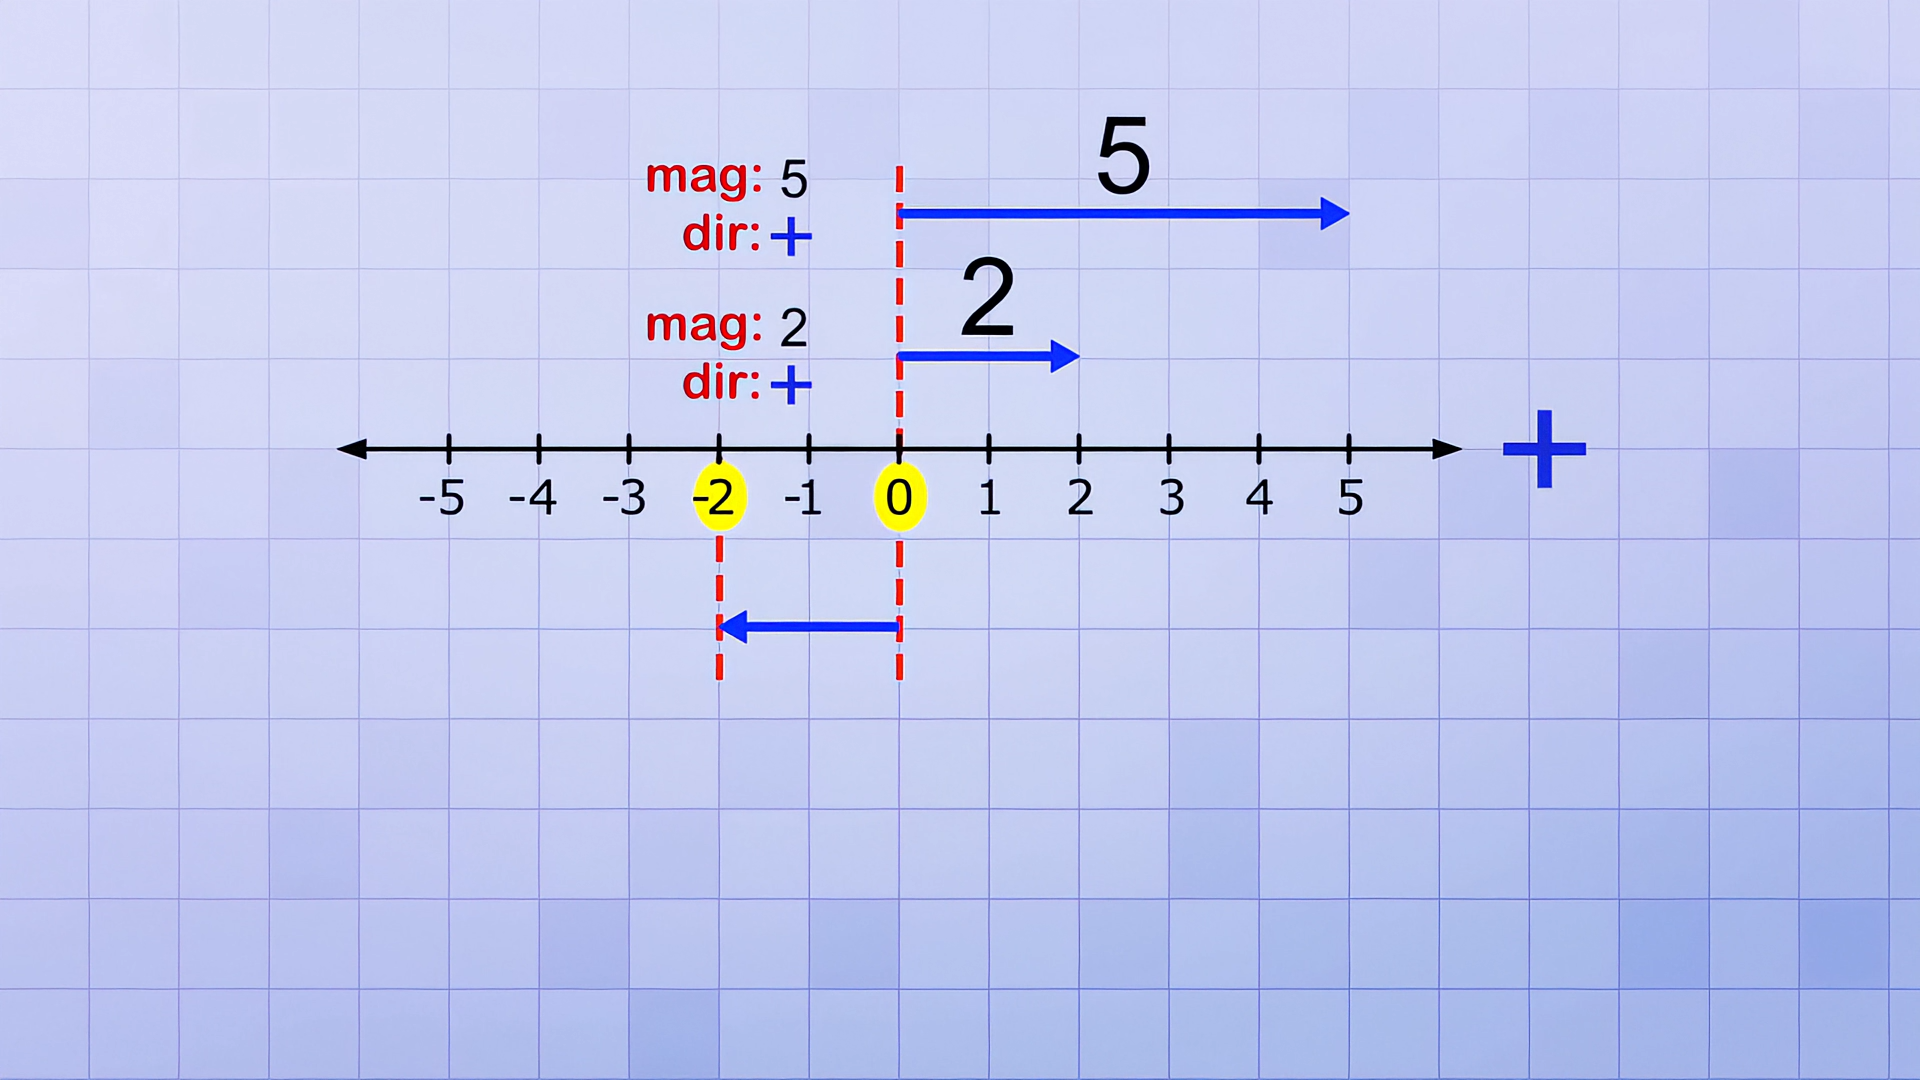 5
mag: 5
dir: +
2
mag: 2
dir: +
+
-5 -4 -3 -2 -1 0 1 2 3 4 5